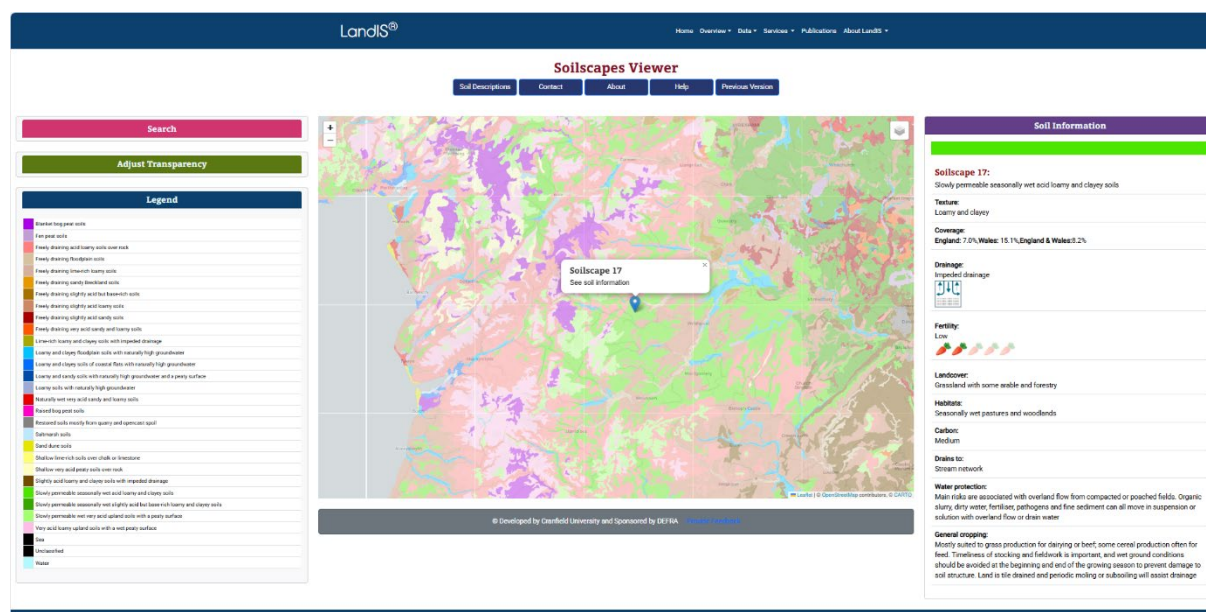 LandIS®
Home Overview Data Services Publications About LandIS
Soilscapes Viewer
Soil Descriptions Contact About Help Previous Version
Search
Adjust Transparency
Legend
Blanket bog peat soils
Fen peat soils
Freely draining acid loamy soils over rock
Freely draining floodplain soils
Freely draining lime-rich loamy soils
Freely draining sandy Breckland soils
Freely draining slightly acid but base-rich soils
Freely draining slightly acid loamy soils
Freely draining slightly acid sandy soils
Freely draining very acid sandy and loamy soils
Lime-rich loamy and clayey soils with impeded drainage
Loamy and clayey floodplain soils with naturally high groundwater
Loamy and clayey soils of coastal flats with naturally high groundwater
Loamy and sandy soils with naturally high groundwater and a peaty surface
Loamy soils with naturally high groundwater
Naturally wet very acid sandy and loamy soils
Raised bog peat soils
Restored soils mostly from quarry and opencast spoil
Saltmarsh soils
Sand dune soils
Shallow lime-rich soils over chalk or limestone
Shallow very acid peaty soils over rock
Slightly acid loamy and clayey soils with impeded drainage
Slowly permeable seasonally wet acid loamy and clayey soils
Slowly permeable seasonally wet slightly acid but base-rich loamy and clayey soils
Slowly permeable wet very acid upland soils with a peaty surface
Very acid loamy upland soils with a wet peaty surface
Sea
Unclassified
Water
+
−
Soilscape 17
×
See soil information
Leaflet | © OpenStreetMap contributors, © CARTO
© Developed by Cranfield University and Sponsored by DEFRA
Soil Information
Soilscape 17:
Slowly permeable seasonally wet acid loamy and clayey soils
Texture:
Loamy and clayey
Coverage:
England: 7.0%,Wales: 15.1%,England & Wales:8.2%
Drainage:
Impeded drainage
Fertility:
Low
Landcover:
Grassland with some arable and forestry
Habitats:
Seasonally wet pastures and woodlands
Carbon:
Medium
Drains to:
Stream network
Water protection:
Main risks are associated with overland flow from compacted or poached fields. Organic
slurry, dirty water, fertiliser, pathogens and fine sediment can all move in suspension or
solution with overland flow or drain water
General cropping:
Mostly suited to grass production for dairying or beef; some cereal production often for
feed. Timeliness of stocking and fieldwork is important, and wet ground conditions
should be avoided at the beginning and end of the growing season to prevent damage to
soil structure. Land is tile drained and periodic moling or subsoiling will assist drainage